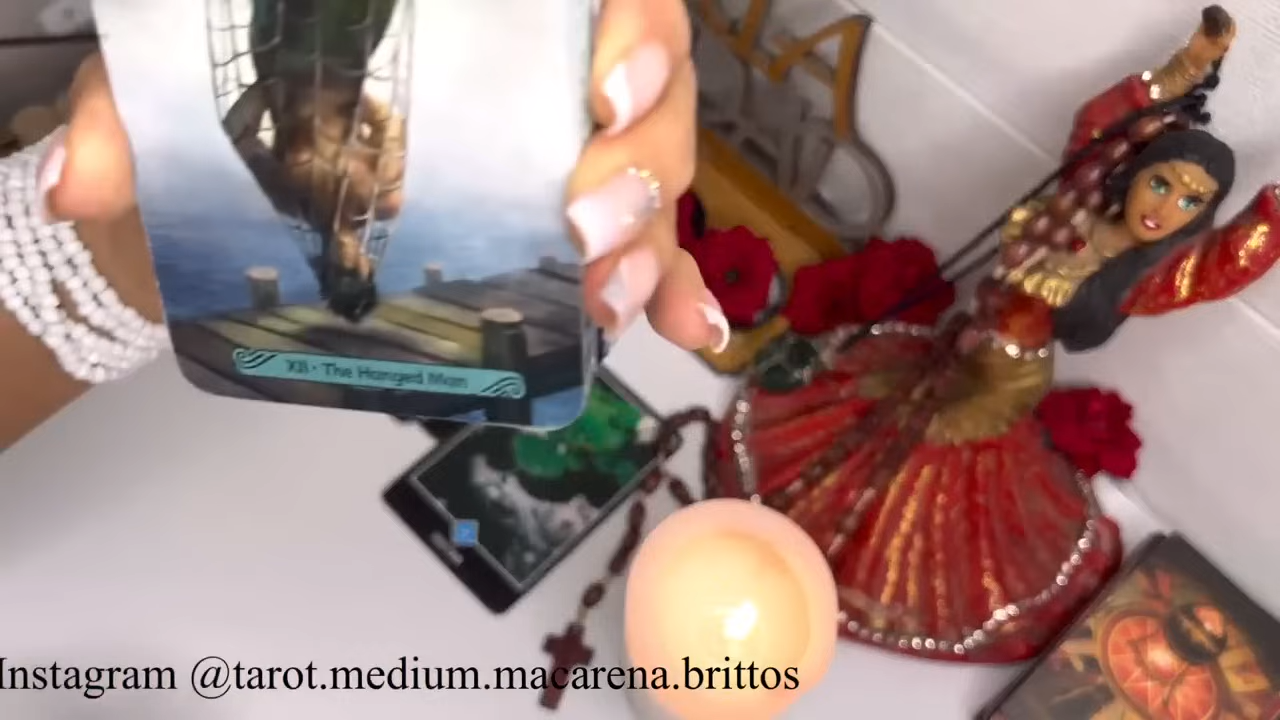 XII • The Hanged Man
Instagram @tarot.medium.macarena.brittos